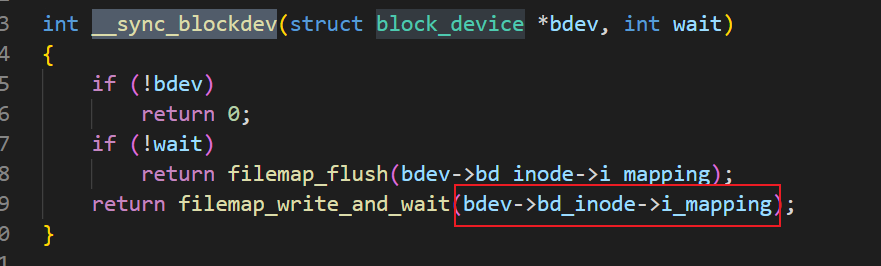 3 int __sync_blockdev(struct block_device *bdev, int wait)
4 {
5     if (!bdev)
6         return 0;
7     if (!wait)
8         return filemap_flush(bdev->bd_inode->i_mapping);
9     return filemap_write_and_wait(bdev->bd_inode->i_mapping);
0 }
1